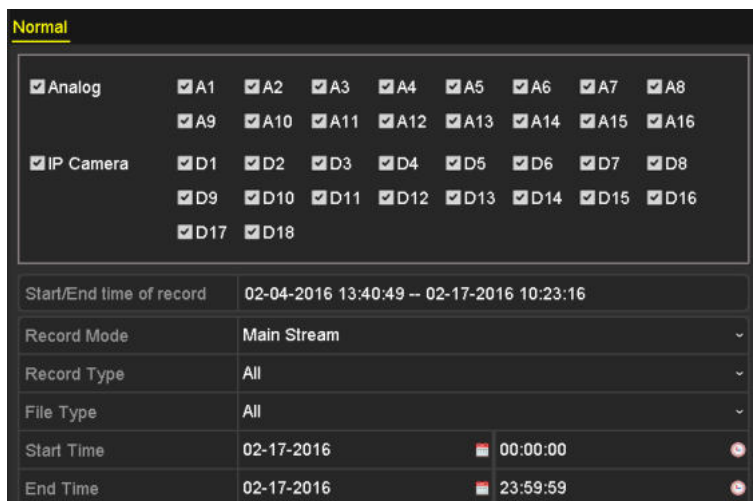 Normal
Analog A1 A2 A3 A4 A5 A6 A7 A8
A9 A10 A11 A12 A13 A14 A15 A16
IP Camera D1 D2 D3 D4 D5 D6 D7 D8
D9 D10 D11 D12 D13 D14 D15 D16
D17 D18
Start/End time of record 02-04-2016 13:40:49 -- 02-17-2016 10:23:16
Record Mode Main Stream
Record Type All
File Type All
Start Time 02-17-2016 00:00:00
End Time 02-17-2016 23:59:59